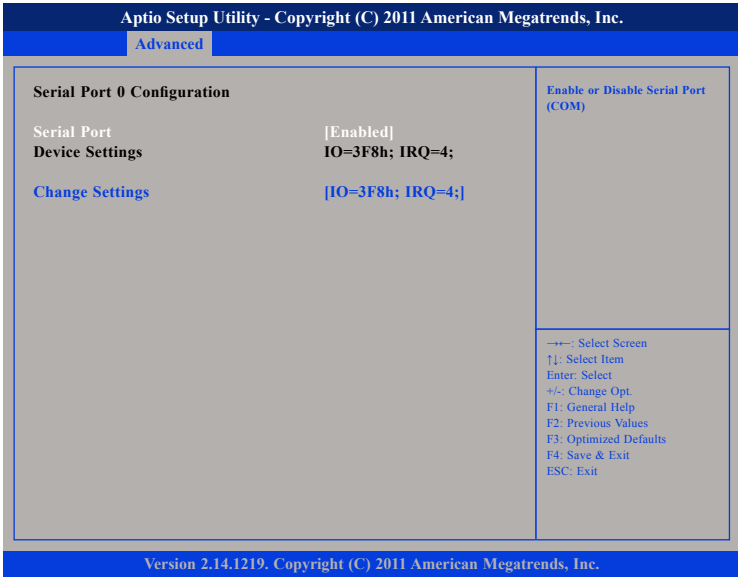 Aptio Setup Utility - Copyright (C) 2011 American Megatrends, Inc.
Advanced
Serial Port 0 Configuration
Serial Port [Enabled]
Device Settings IO=3F8h; IRQ=4;
Change Settings [IO=3F8h; IRQ=4;]
Enable or Disable Serial Port
(COM)
→←: Select Screen
↑↓: Select Item
Enter: Select
+/-: Change Opt.
F1: General Help
F2: Previous Values
F3: Optimized Defaults
F4: Save & Exit
ESC: Exit
Version 2.14.1219. Copyright (C) 2011 American Megatrends, Inc.